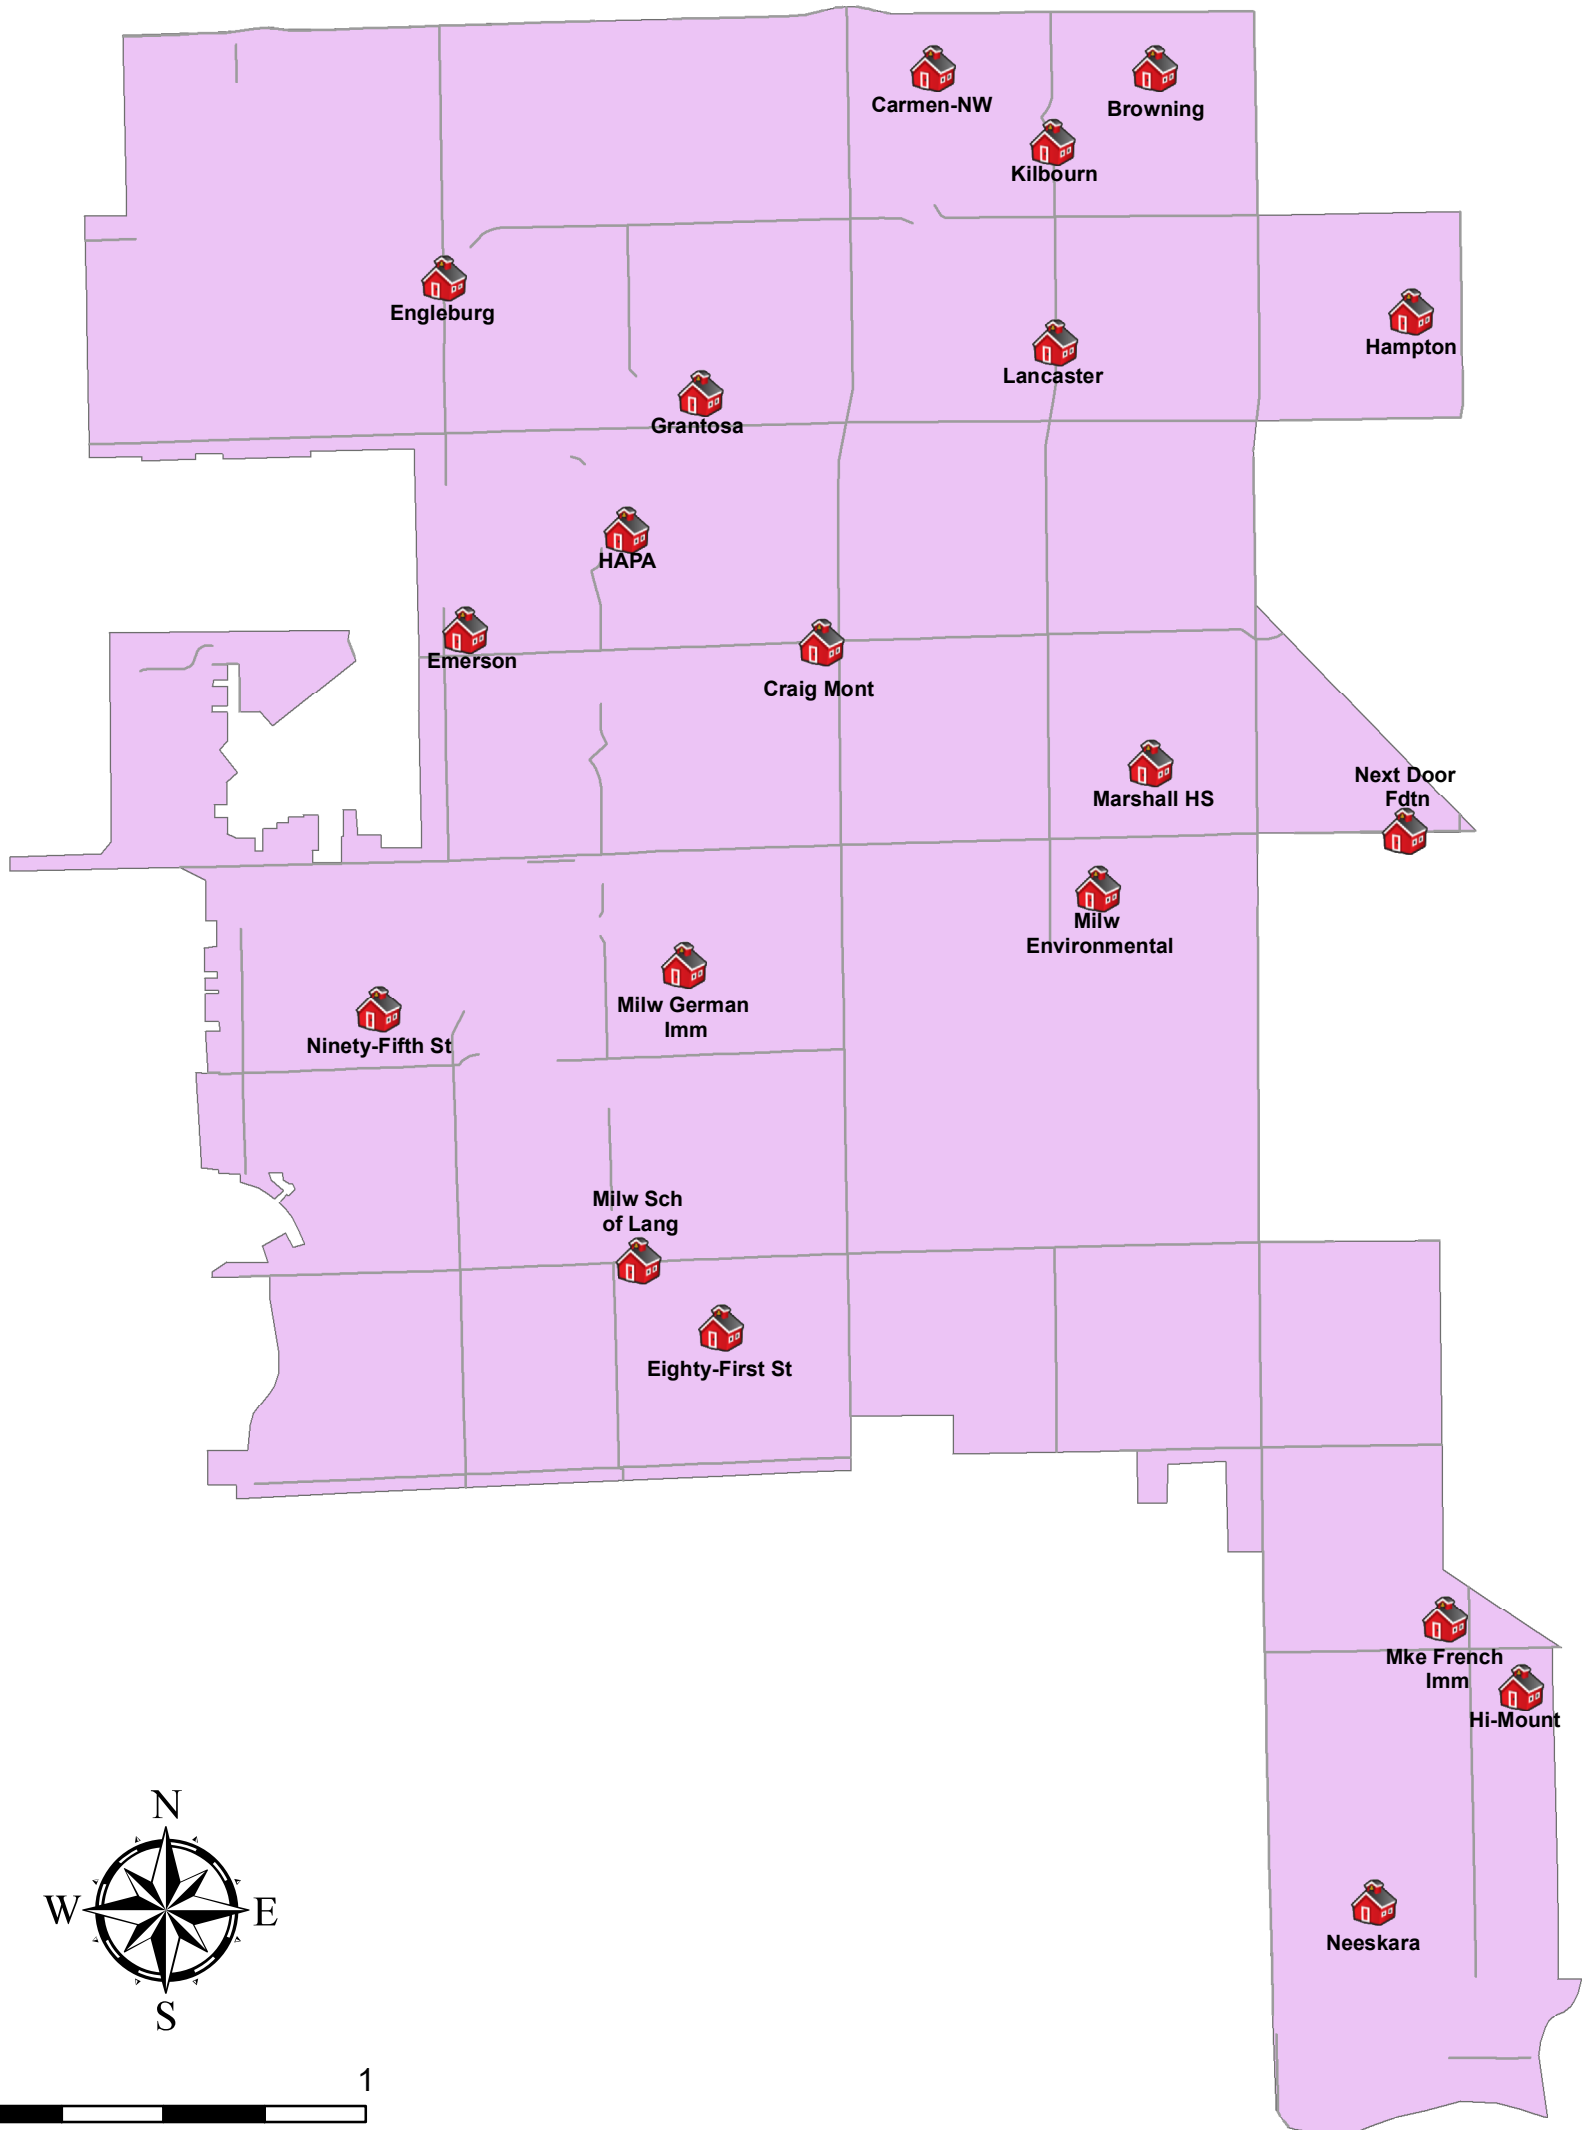 Carmen-NW
Browning
Kilbourn
Engleburg
Hampton
Lancaster
Grantosa
HAPA
Emerson
Craig Mont
Marshall HS
Next Door
Fdtn
Milw
Environmental
Milw German
Imm
Ninety-Fifth St
Milw Sch
of Lang
Eighty-First St
Mke French
Imm
Hi-Mount
Neeskara
N
W
E
S
1